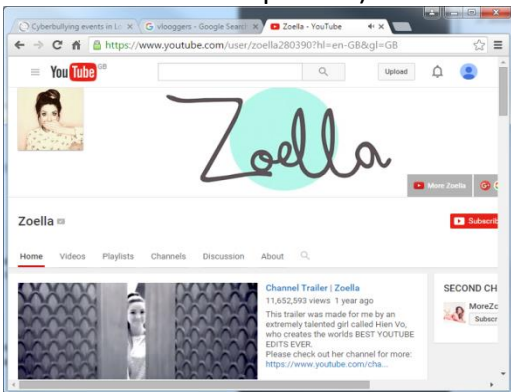 Cyberbullying events in Lo
vlooggers - Google Search
Zoella - YouTube
https://www.youtube.com/user/zoella280390?hl=en-GB&gl=GB
YouTube GB
Upload
Zoella
More Zoella
Zoella
Subscrib
Home Videos Playlists Channels Discussion About
Channel Trailer | Zoella
11,652,593 views 1 year ago
This trailer was made for me by an
extremely talented girl called Hien Vo,
who creates the worlds BEST YOUTUBE
EDITS EVER.
Please check out her channel for more:
https://www.youtube.com/cha...
SECOND CH
MoreZo
Subscr